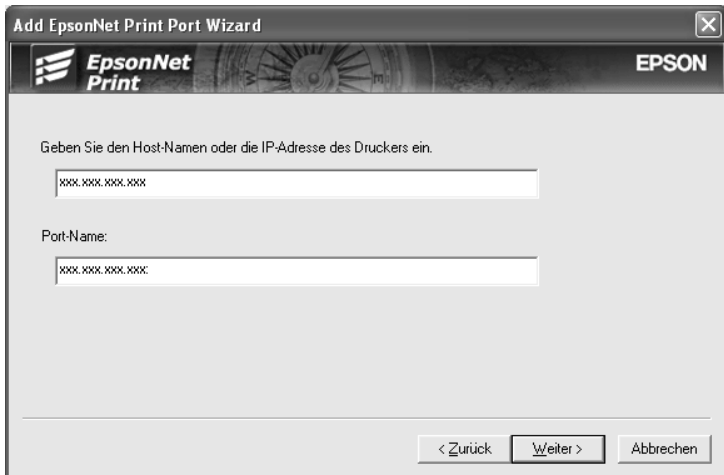 Add EpsonNet Print Port Wizard
EpsonNet
Print
EPSON
Geben Sie den Host-Namen oder die IP-Adresse des Druckers ein.
xxx.xxx.xxx.xxx
Port-Name:
xxx.xxx.xxx.xxx:
< Zurück
Weiter >
Abbrechen